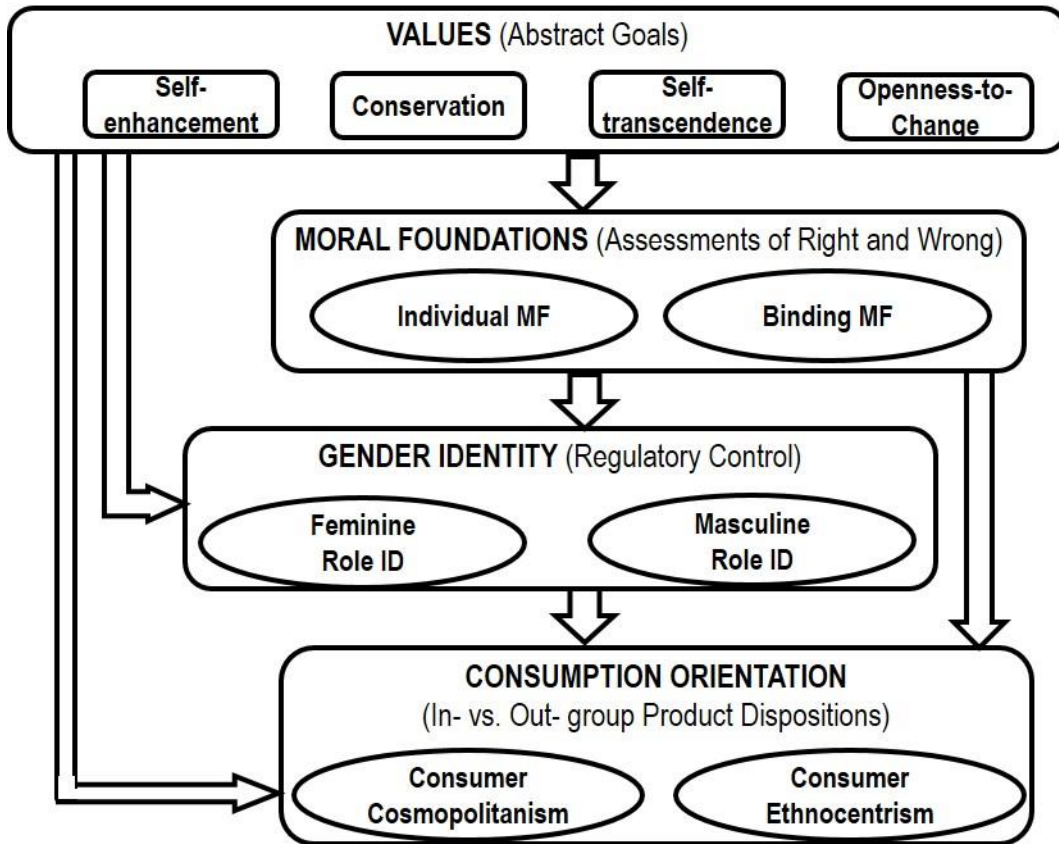 VALUES (Abstract Goals)
Self-
enhancement
Conservation
Self-
transcendence
Openness-to-
Change
MORAL FOUNDATIONS (Assessments of Right and Wrong)
Individual MF
Binding MF
GENDER IDENTITY (Regulatory Control)
Feminine
Role ID
Masculine
Role ID
CONSUMPTION ORIENTATION
(In- vs. Out- group Product Dispositions)
Consumer
Cosmopolitanism
Consumer
Ethnocentrism